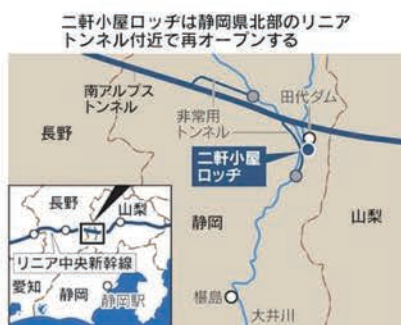 二軒小屋ロッヂは静岡県北部のリニア
トンネル付近で再オープンする
南アルプス
トンネル
非常用
トンネル
田代ダム
長野
二軒小屋
ロッヂ
静岡
山梨
椹島
大井川
長野
山梨
リニア中央新幹線
愛知
静岡
静岡駅